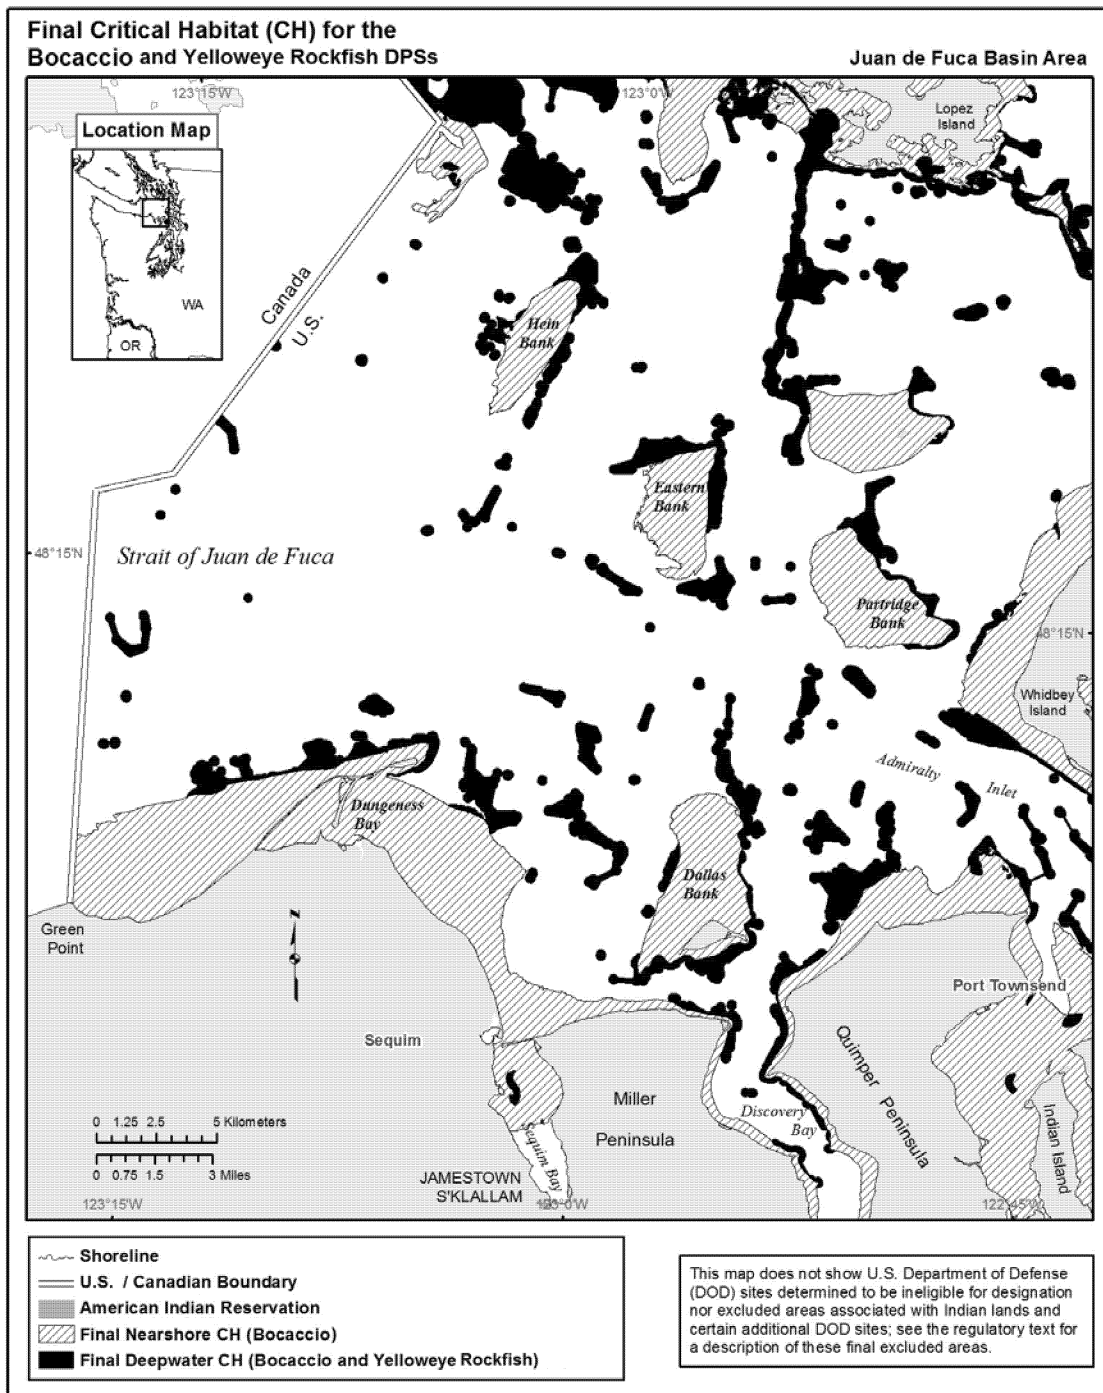 Final Critical Habitat (CH) for the
Bocaccio and Yelloweye Rockfish DPSs
Juan de Fuca Basin Area
123°15'W
123°0'W
Lopez
Island
Location Map
WA
OR
Canada
U.S.
Hein
Bank
Eastern
Bank
48°15'N
Strait of Juan de Fuca
Partridge
Bank
48°15'N
Whidbey
Island
Admiralty
Inlet
Dungeness
Bay
Dallas
Bank
Green
Point
N
Port Townsend
Sequim
Quimper Peninsula
Miller
Peninsula
Discovery
Bay
Indian Island
Sequim Bay
0 1.25 2.5 5 Kilometers
0 0.75 1.5 3 Miles
JAMESTOWN
S'KLALLAM
123°15'W
123°0'W
122°45'W
Shoreline
U.S. / Canadian Boundary
American Indian Reservation
Final Nearshore CH (Bocaccio)
Final Deepwater CH (Bocaccio and Yelloweye Rockfish)
This map does not show U.S. Department of Defense
(DOD) sites determined to be ineligible for designation
nor excluded areas associated with Indian lands and
certain additional DOD sites; see the regulatory text for
a description of these final excluded areas.